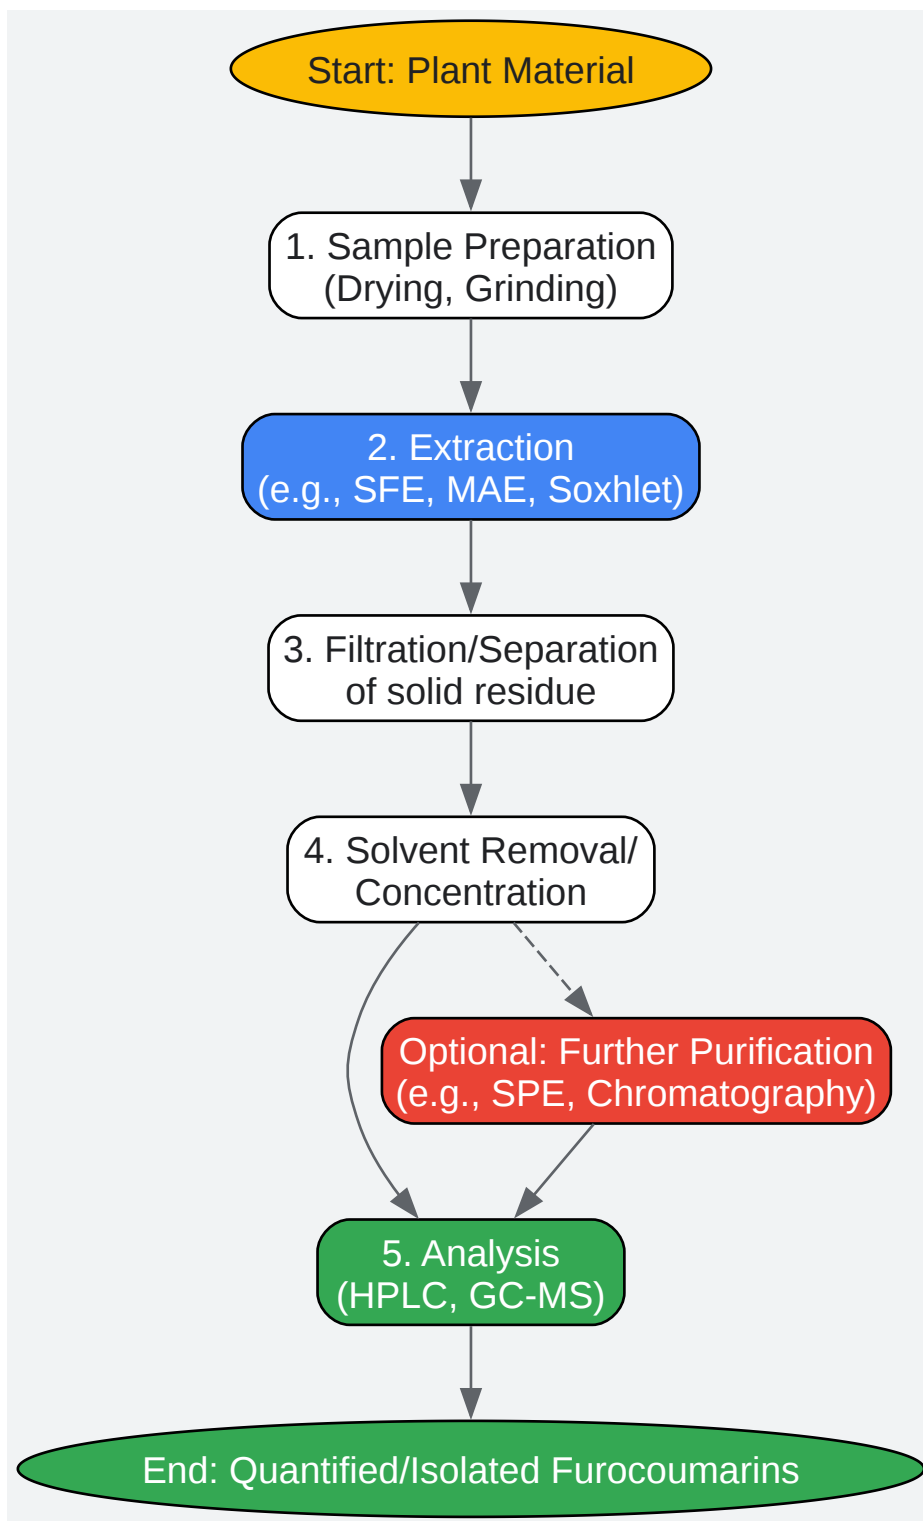 Start: Plant Material
1. Sample Preparation
(Drying, Grinding)
2. Extraction
(e.g., SFE, MAE, Soxhlet)
3. Filtration/Separation
of solid residue
4. Solvent Removal/
Concentration
Optional: Further Purification
(e.g., SPE, Chromatography)
5. Analysis
(HPLC, GC-MS)
End: Quantified/Isolated Furocoumarins